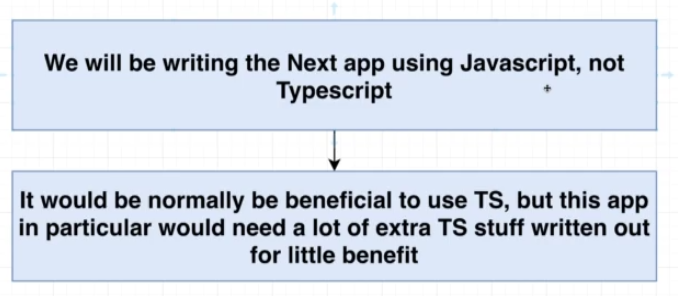 We will be writing the Next app using Javascript, not
Typescript
It would be normally be beneficial to use TS, but this app
in particular would need a lot of extra TS stuff written out
for little benefit